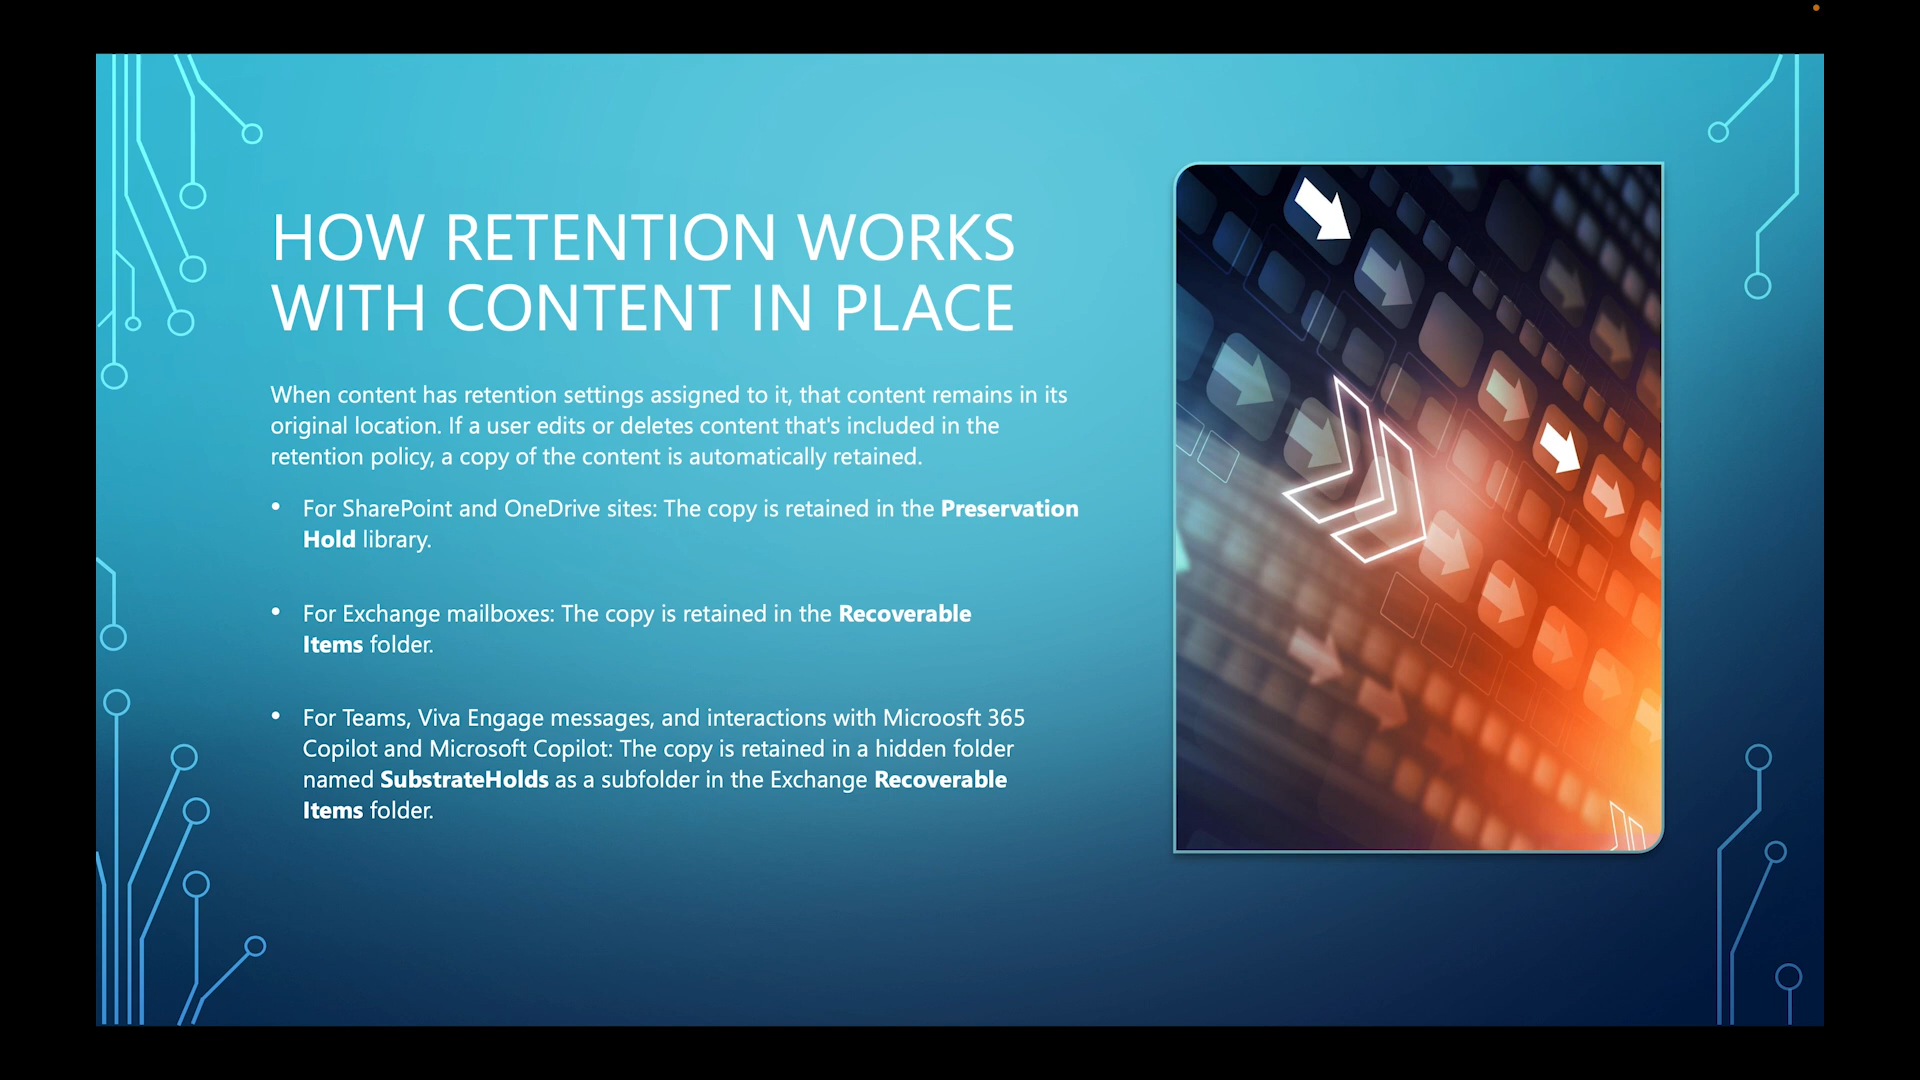 HOW RETENTION WORKS
WITH CONTENT IN PLACE
When content has retention settings assigned to it, that content remains in its
original location. If a user edits or deletes content that's included in the
retention policy, a copy of the content is automatically retained.
• For SharePoint and OneDrive sites: The copy is retained in the Preservation
Hold library.
• For Exchange mailboxes: The copy is retained in the Recoverable
Items folder.
• For Teams, Viva Engage messages, and interactions with Microosft 365
Copilot and Microsoft Copilot: The copy is retained in a hidden folder
named SubstrateHolds as a subfolder in the Exchange Recoverable
Items folder.